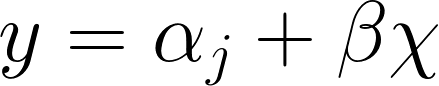 y = α_j + βχ